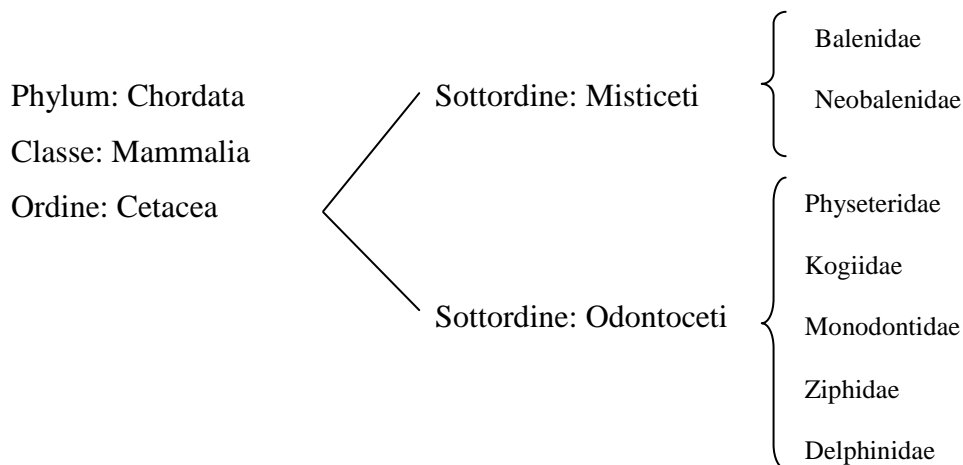 Phylum: Chordata
Classe: Mammalia
Ordine: Cetacea
Sottordine: Misticeti
Balenidae
Neobalenidae
Sottordine: Odontoceti
Physeteridae
Kogiidae
Monodontidae
Ziphidae
Delphinidae